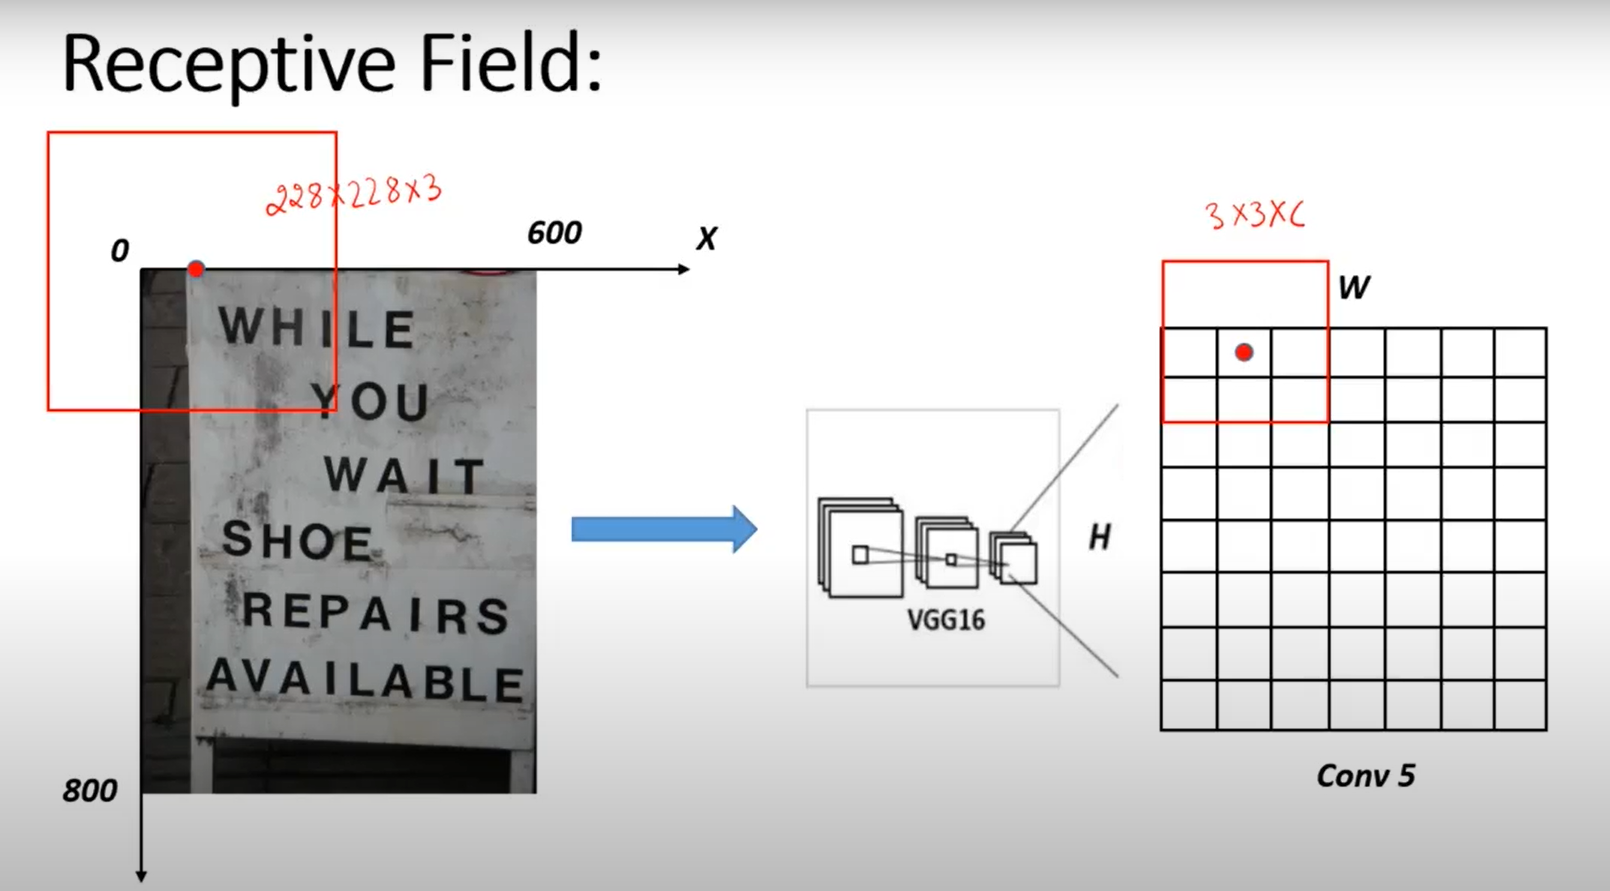 Receptive Field:
228x228x3
3x3xC
0
600
X
W
WHILE
YOU
WAIT
SHOE
REPAIRS
AVAILABLE
800
VGG16
H
Conv 5